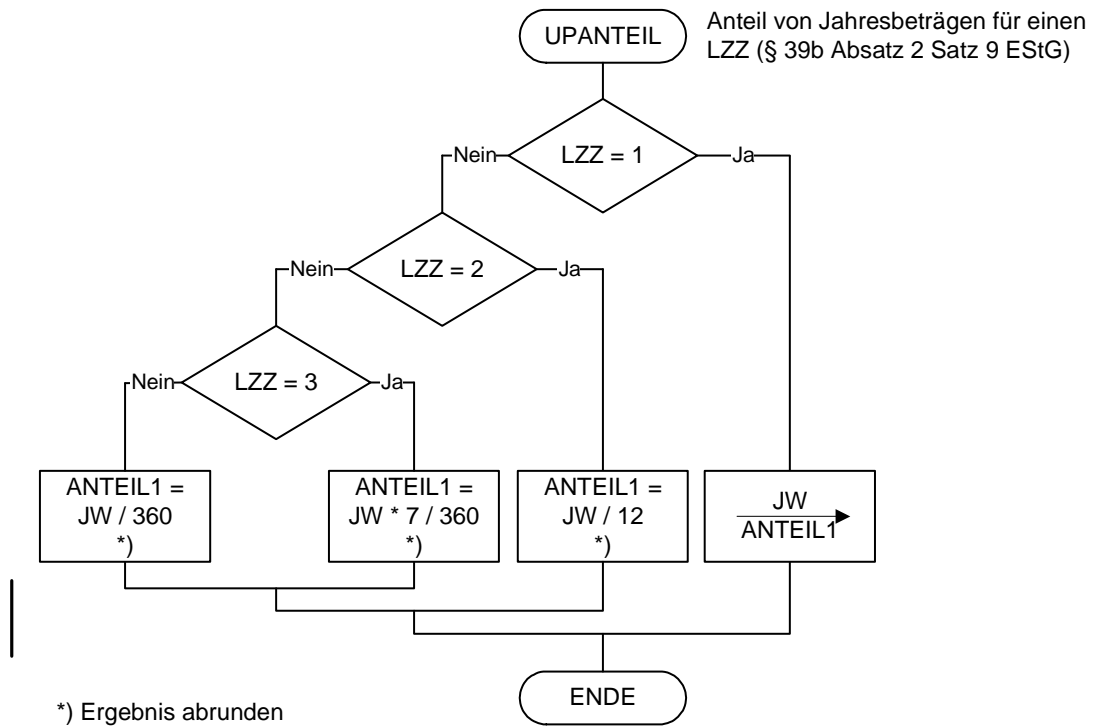 UPANTEIL
Anteil von Jahresbeträgen für einen
LZZ (§ 39b Absatz 2 Satz 9 EStG)
Nein
LZZ = 1
Ja
Nein
LZZ = 2
Ja
Nein
LZZ = 3
Ja
ANTEIL1 =
JW / 360
*)
ANTEIL1 =
JW * 7 / 360
*)
ANTEIL1 =
JW / 12
*)
JW
ANTEIL1
ENDE
*) Ergebnis abrunden